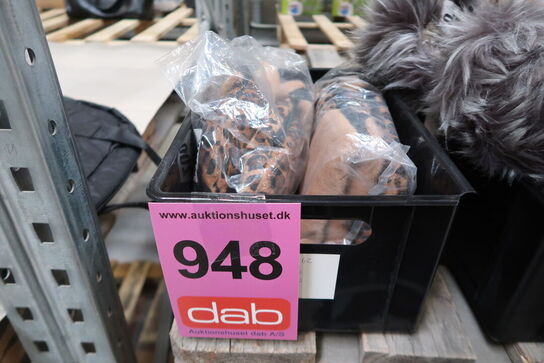 www.auktionshuset.dk
948
dab
Auktionshuset dab A/S